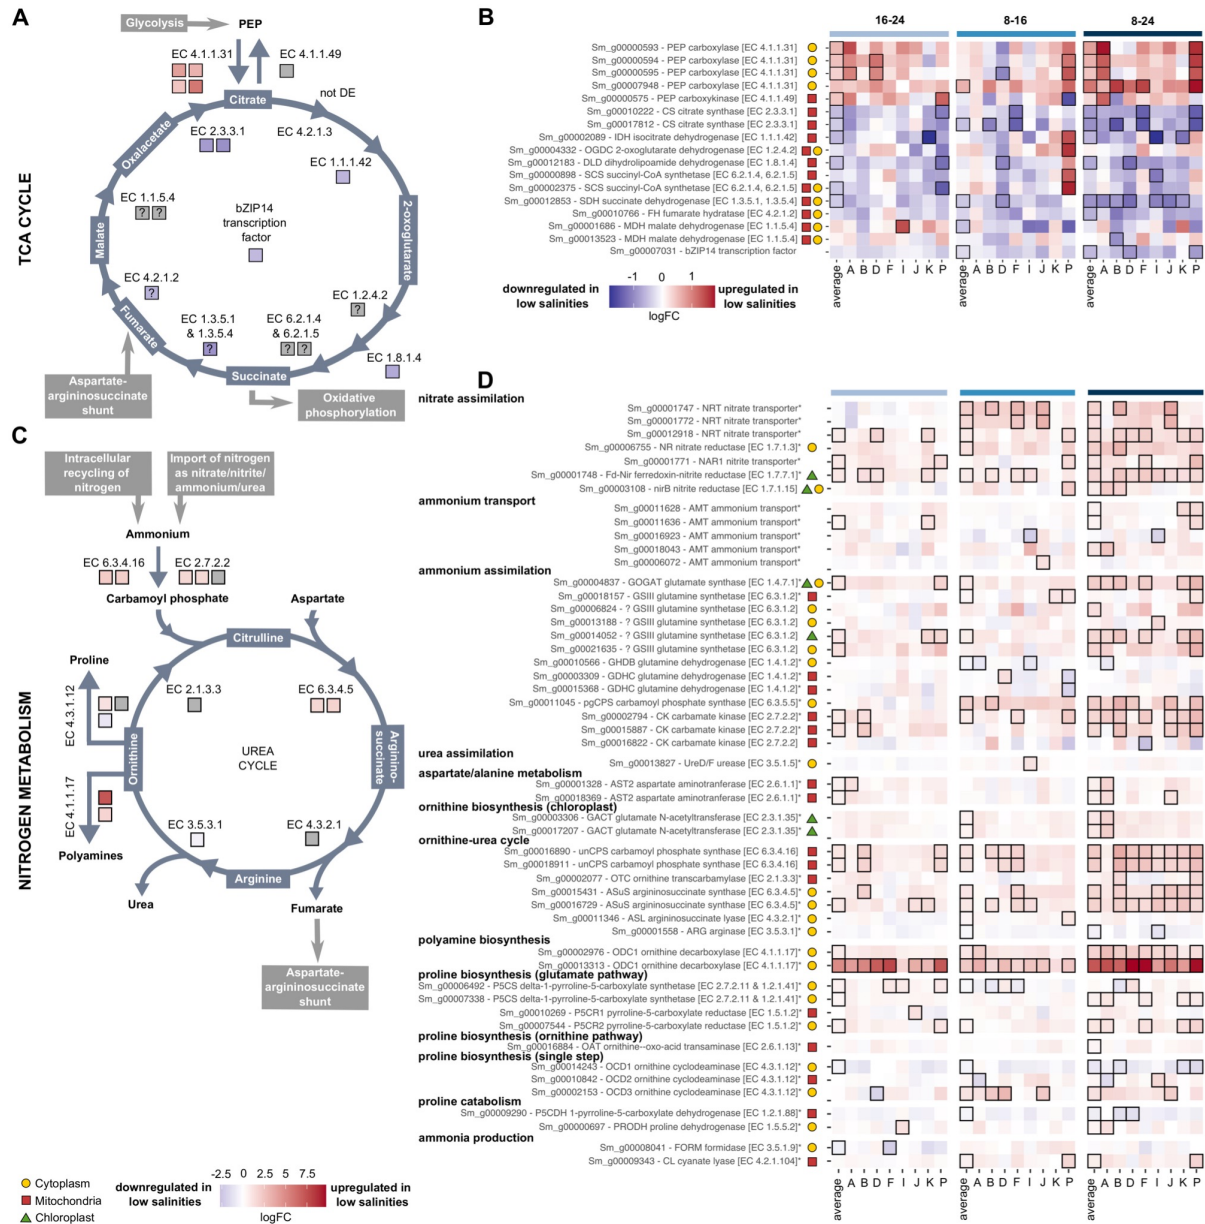 A
Glycolysis
PEP
EC 4.1.1.31
EC 4.1.1.49
Citrate
not DE
EC 4.2.1.3
Oxalacetate
EC 2.3.3.1
EC 1.1.1.42
EC 1.1.5.4
? ?
bZIP14
transcription
factor
2-oxoglutarate
Malate
TCA CYCLE
EC 4.2.1.2
?
EC 1.2.4.2
?
Fumarate
EC 1.3.5.1
& 1.3.5.4
?
EC 6.2.1.4
& 6.2.1.5
? ?
EC 1.8.1.4
Succinate
Aspartate-
argininosuccinate
shunt
Oxidative
phosphorylation
B
16-24
8-16
8-24
Sm_g00000593 - PEP carboxylase [EC 4.1.1.31]
Sm_g00000594 - PEP carboxylase [EC 4.1.1.31]
Sm_g00000595 - PEP carboxylase [EC 4.1.1.31]
Sm_g00007948 - PEP carboxylase [EC 4.1.1.31]
Sm_g00000575 - PEP carboxykinase [EC 4.1.1.49]
Sm_g00010222 - CS citrate synthase [EC 2.3.3.1]
Sm_g00017812 - CS citrate synthase [EC 2.3.3.1]
Sm_g00002089 - IDH isocitrate dehydrogenase [EC 1.1.1.42]
Sm_g00004332 - OGDC 2-oxoglutarate dehydrogenase [EC 1.2.4.2]
Sm_g00012183 - DLD dihydrolipoamide dehydrogenase [EC 1.8.1.4]
Sm_g00000898 - SCS succinyl-CoA synthetase [EC 6.2.1.4, 6.2.1.5]
Sm_g00002375 - SCS succinyl-CoA synthetase [EC 6.2.1.4, 6.2.1.5]
Sm_g00012853 - SDH succinate dehydrogenase [EC 1.3.5.1, 1.3.5.4]
Sm_g00010766 - FH fumarate hydratase [EC 4.2.1.2]
Sm_g00001686 - MDH malate dehydrogenase [EC 1.1.5.4]
Sm_g00013523 - MDH malate dehydrogenase [EC 1.1.5.4]
Sm_g00007031 - bZIP14 transcription factor
average A B D F I J K P
average A B D F I J K P
average A B D F I J K P
downregulated in
low salinities
-1 0 1
logFC
upregulated in
low salinities
C
Intracellular
recycling of
nitrogen
Import of nitrogen
as nitrate/nitrite/
ammonium/urea
Ammonium
EC 6.3.4.16
EC 2.7.2.2
Carbamoyl phosphate
Aspartate
Citrulline
Proline
EC 4.3.1.12
EC 2.1.3.3
EC 6.3.4.5
Ornithine
UREA
CYCLE
Arginino-
succinate
EC 4.1.1.17
EC 3.5.3.1
EC 4.3.2.1
Polyamines
Arginine
Urea
Fumarate
Aspartate-
argininosuccinate
shunt
NITROGEN METABOLISM
Cytoplasm
Mitochondria
Chloroplast
downregulated in
low salinities
-2.5 0 2.5 5 7.5
logFC
upregulated in
low salinities
D
nitrate assimilation
Sm_g00001747 - NRT nitrate transporter*
Sm_g00001772 - NRT nitrate transporter*
Sm_g00012918 - NRT nitrate transporter*
Sm_g00006755 - NR nitrate reductase [EC 1.7.1.3]*
Sm_g00001771 - NAR1 nitrite transporter*
Sm_g00001748 - Fd-Nir ferredoxin-nitrite reductase [EC 1.7.7.1]*
Sm_g00003108 - nirB nitrite reductase [EC 1.7.1.15]
ammonium transport
Sm_g00011628 - AMT ammonium transport*
Sm_g00011636 - AMT ammonium transport*
Sm_g00016923 - AMT ammonium transport*
Sm_g00018043 - AMT ammonium transport*
Sm_g00006072 - AMT ammonium transport*
ammonium assimilation
Sm_g00004837 - GOGAT glutamate synthase [EC 1.4.7.1]*
Sm_g00018157 - GSIII glutamine synthetase [EC 6.3.1.2]
Sm_g00006824 - ? GSIII glutamine synthetase [EC 6.3.1.2]
Sm_g00013188 - ? GSIII glutamine synthetase [EC 6.3.1.2]
Sm_g00014052 - ? GSIII glutamine synthetase [EC 6.3.1.2]
Sm_g00021635 - ? GSIII glutamine synthetase [EC 6.3.1.2]
Sm_g00010566 - GHDB glutamine dehydrogenase [EC 1.4.1.2]*
Sm_g00003309 - GDHC glutamine dehydrogenase [EC 1.4.1.2]*
Sm_g00015368 - GDHC glutamine dehydrogenase [EC 1.4.1.2]*
Sm_g00011045 - pgCPS carbamoyl phosphate synthase [EC 6.3.5.5]*
Sm_g00002794 - CK carbamate kinase [EC 2.7.2.2]*
Sm_g00015887 - CK carbamate kinase [EC 2.7.2.2]*
Sm_g00016822 - CK carbamate kinase [EC 2.7.2.2]
urea assimilation
Sm_g00013827 - UreD/F urease [EC 3.5.1.5]*
aspartate/alanine metabolism
Sm_g00001328 - AST2 aspartate aminotranferase [EC 2.6.1.1]*
Sm_g00018369 - AST2 aspartate aminotranferase [EC 2.6.1.1]*
ornithine biosynthesis (chloroplast)
Sm_g00003306 - GACT glutamate N-acetyltransferase [EC 2.3.1.35]*
Sm_g00017207 - GACT glutamate N-acetyltransferase [EC 2.3.1.35]*
ornithine-urea cycle
Sm_g00016890 - unCPS carbamoyl phosphate synthase [EC 6.3.4.16]
Sm_g00018911 - unCPS carbamoyl phosphate synthase [EC 6.3.4.16]
Sm_g00002077 - OTC ornithine transcarbamylase [EC 2.1.3.3]*
Sm_g00015431 - ASuS argininosuccinate synthase [EC 6.3.4.5]*
Sm_g00016729 - ASuS argininosuccinate synthase [EC 6.3.4.5]*
Sm_g00011346 - ASL argininosuccinate lyase [EC 4.3.2.1]*
Sm_g00001558 - ARG arginase [EC 3.5.3.1]*
polyamine biosynthesis
Sm_g00002976 - ODC1 ornithine decarboxylase [EC 4.1.1.17]*
Sm_g00013313 - ODC1 ornithine decarboxylase [EC 4.1.1.17]*
proline biosynthesis (glutamate pathway)
Sm_g00006492 - P5CS delta-1-pyrroline-5-carboxylate synthetase [EC 2.7.2.11 & 1.2.1.41]*
Sm_g00007338 - P5CS delta-1-pyrroline-5-carboxylate synthetase [EC 2.7.2.11 & 1.2.1.41]*
Sm_g00010269 - P5CR1 pyrroline-5-carboxylate reductase [EC 1.5.1.2]*
Sm_g00007544 - P5CR2 pyrroline-5-carboxylate reductase [EC 1.5.1.2]*
proline biosynthesis (ornithine pathway)
Sm_g00016884 - OAT ornithine--oxo-acid transaminase [EC 2.6.1.13]*
proline biosynthesis (single step)
Sm_g00014243 - OCD1 ornithine cyclodeaminase [EC 4.3.1.12]*
Sm_g00010842 - OCD2 ornithine cyclodeaminase [EC 4.3.1.12]*
Sm_g00002153 - OCD3 ornithine cyclodeaminase [EC 4.3.1.12]*
proline catabolism
Sm_g00009290 - P5CDH 1-pyrroline-5-carboxylate dehydrogenase [EC 1.2.1.88]*
Sm_g00000697 - PRODH proline dehydrogenase [EC 1.5.5.2]*
ammonia production
Sm_g00008041 - FORM formidase [EC 3.5.1.9]*
Sm_g00009343 - CL cyanate lyase [EC 4.2.1.104]*
average A B D F I J K P
average A B D F I J K P
average A B D F I J K P